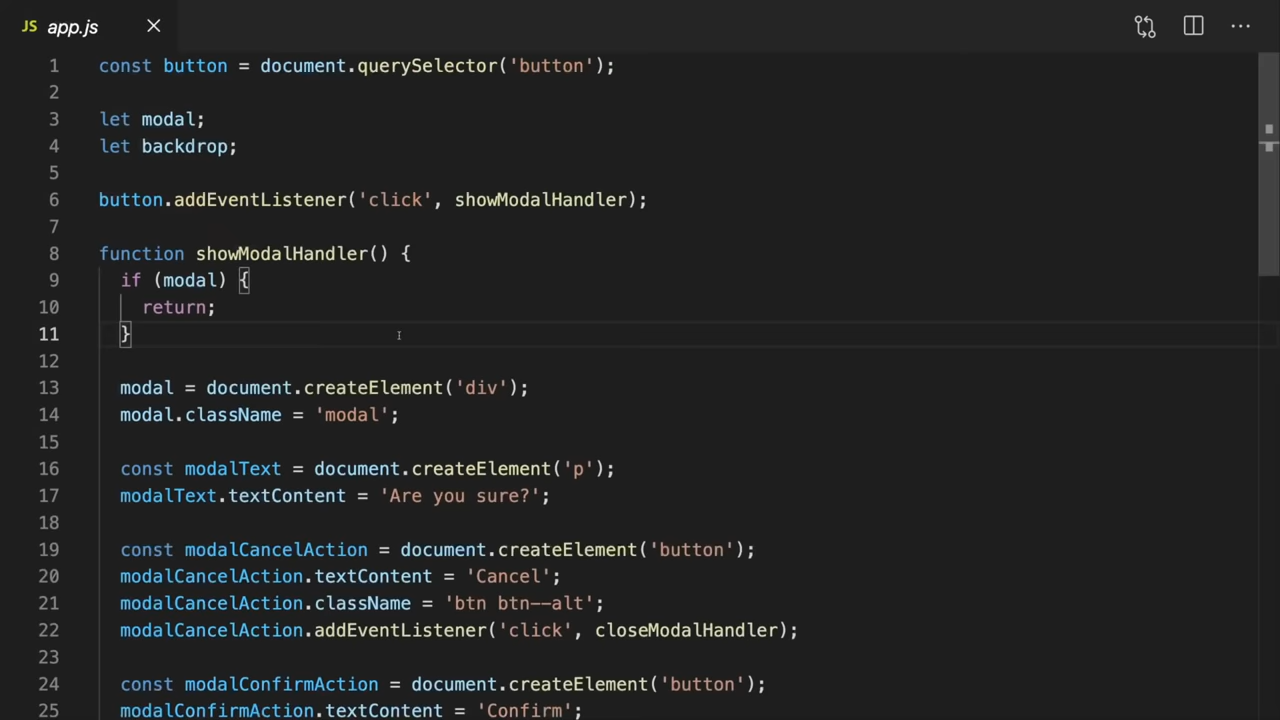 JS app.js
1 const button = document.querySelector('button');
2
3 let modal;
4 let backdrop;
5
6 button.addEventListener('click', showModalHandler);
7
8 function showModalHandler() {
9   if (modal) {
10     return;
11   }
12
13   modal = document.createElement('div');
14   modal.className = 'modal';
15
16   const modalText = document.createElement('p');
17   modalText.textContent = 'Are you sure?';
18
19   const modalCancelAction = document.createElement('button');
20   modalCancelAction.textContent = 'Cancel';
21   modalCancelAction.className = 'btn btn--alt';
22   modalCancelAction.addEventListener('click', closeModalHandler);
23
24   const modalConfirmAction = document.createElement('button');
25   modalConfirmAction.textContent = 'Confirm';